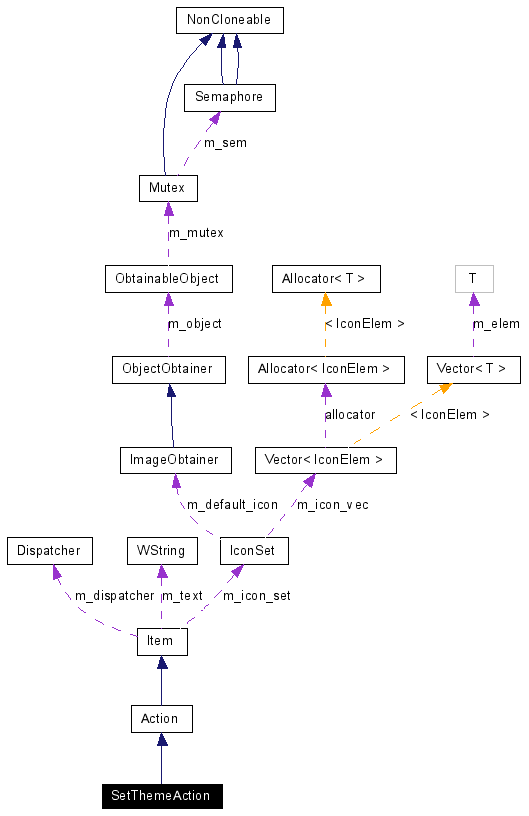 NonCloneable
Semaphore
m_sem
Mutex
m_mutex
ObtainableObject
Allocator< T >
T
m_object
< IconElem >
m_elem
ObjectObtainer
Allocator< IconElem >
Vector< T >
allocator
< IconElem >
ImageObtainer
Vector< IconElem >
m_default_icon
m_icon_vec
Dispatcher
WString
IconSet
m_dispatcher
m_text
m_icon_set
Item
Action
SetThemeAction